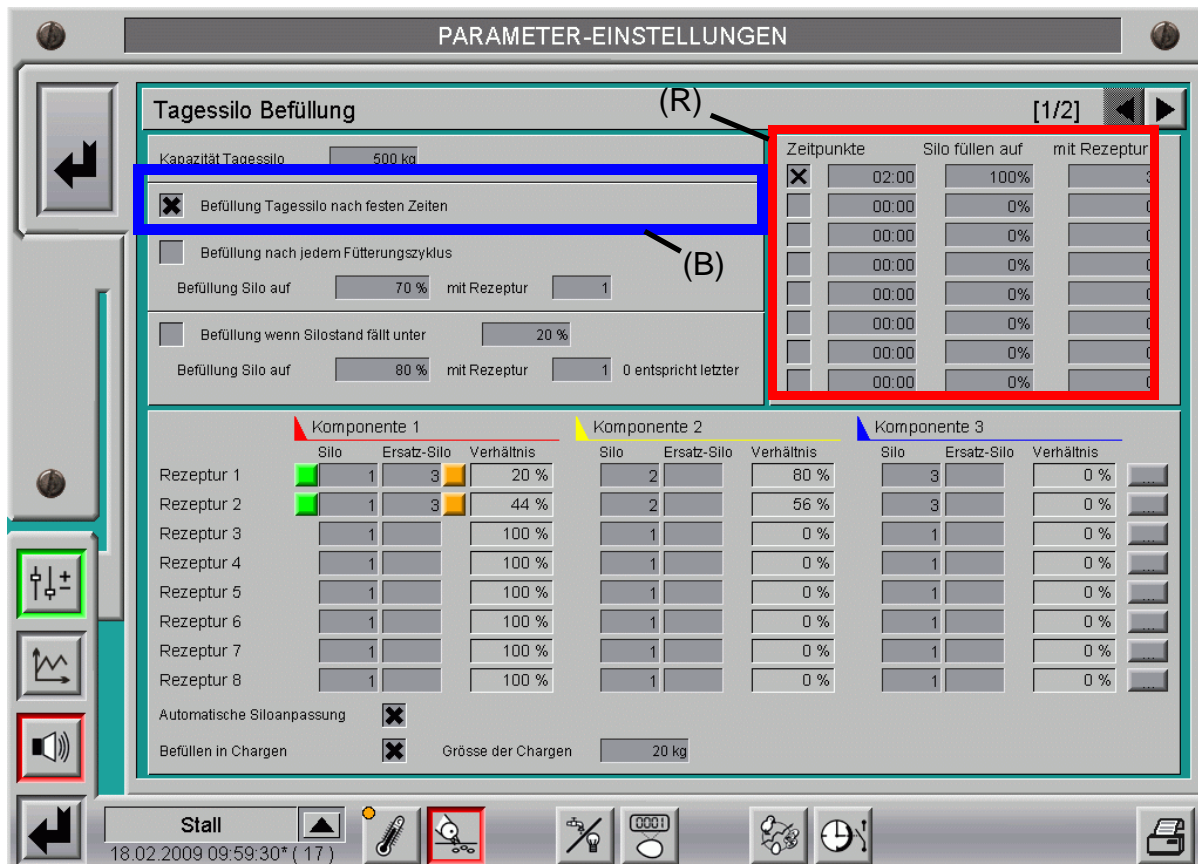 PARAMETER-EINSTELLUNGEN
Tagessilo Befüllung
(R)
[1/2]
Kapazität Tagessilo 500 kg
Befüllung Tagessilo nach festen Zeiten
(B)
Befüllung nach jedem Fütterungszyklus
Befüllung Silo auf 70 % mit Rezeptur 1
Befüllung wenn Silostand fällt unter 20 %
Befüllung Silo auf 80 % mit Rezeptur 1 0 entspricht letzter
Zeitpunkte Silo füllen auf mit Rezeptur
02:00 100% 3
00:00 0% 0
00:00 0% 0
00:00 0% 0
00:00 0% 0
00:00 0% 0
00:00 0% 0
00:00 0% 0
Komponente 1 Komponente 2 Komponente 3
Silo Ersatz-Silo Verhältnis Silo Ersatz-Silo Verhältnis Silo Ersatz-Silo Verhältnis
Rezeptur 1 1 3 20 % 2 80 % 3 0 % ...
Rezeptur 2 1 3 44 % 2 56 % 3 0 % ...
Rezeptur 3 1 100 % 1 0 % 1 0 % ...
Rezeptur 4 1 100 % 1 0 % 1 0 % ...
Rezeptur 5 1 100 % 1 0 % 1 0 % ...
Rezeptur 6 1 100 % 1 0 % 1 0 % ...
Rezeptur 7 1 100 % 1 0 % 1 0 % ...
Rezeptur 8 1 100 % 1 0 % 1 0 % ...
Automatische Siloanpassung
Befüllen in Chargen Grösse der Chargen 20 kg
Stall
18.02.2009 09:59:30* ( 17 )
0001